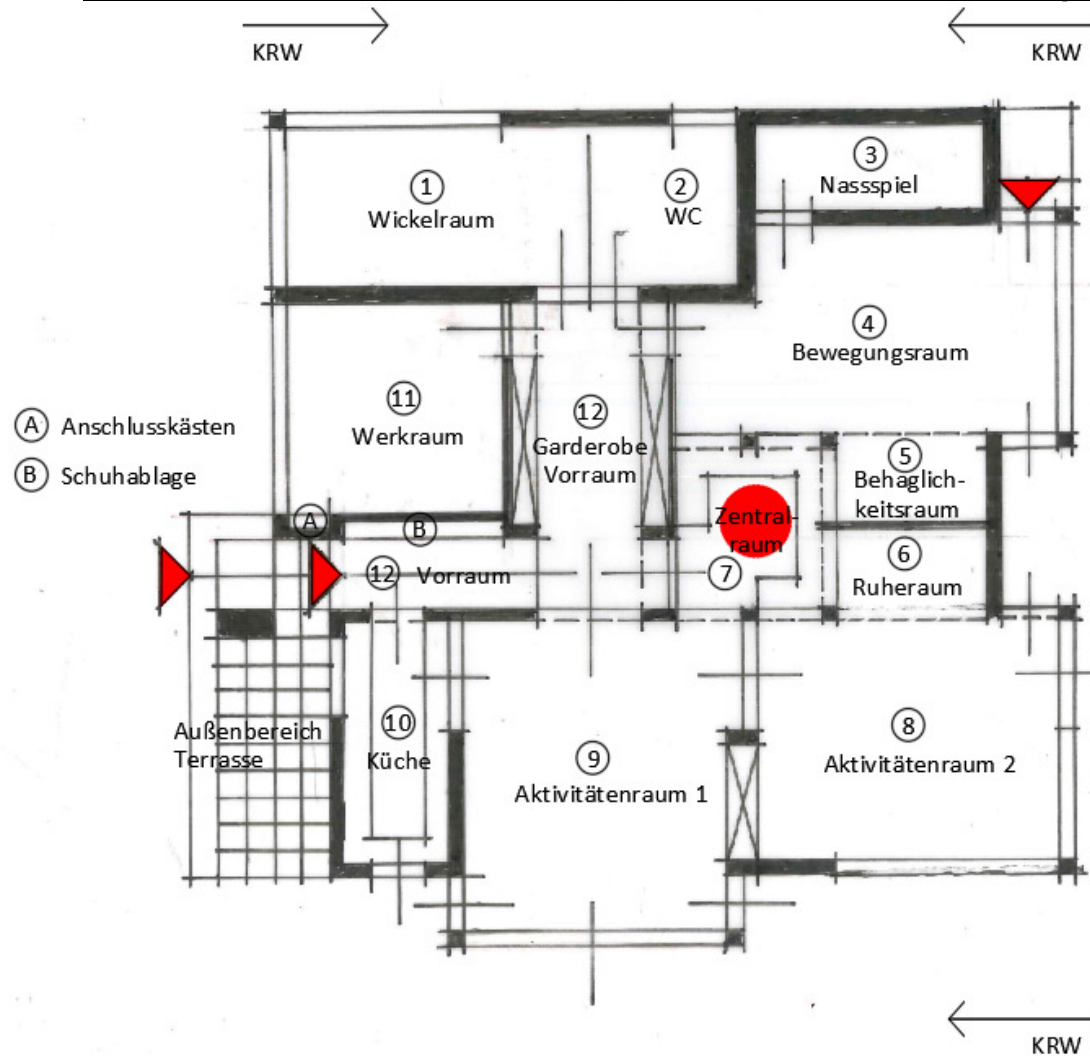 KRW
KRW
① Wickelraum
② WC
③ Nassspiel
④ Bewegungsraum
⑪ Werkraum
⑫ Garderobe
Vorraum
Ⓐ Anschlusskästen
Ⓑ Schuhablage
⑤ Behaglich-
keitsraum
Zentral-
raum
⑦
⑥ Ruheraum
Ⓐ
Ⓑ
⑫ Vorraum
Außenbereich
Terrasse
⑩ Küche
⑨ Aktivitätenraum 1
⑧ Aktivitätenraum 2
KRW